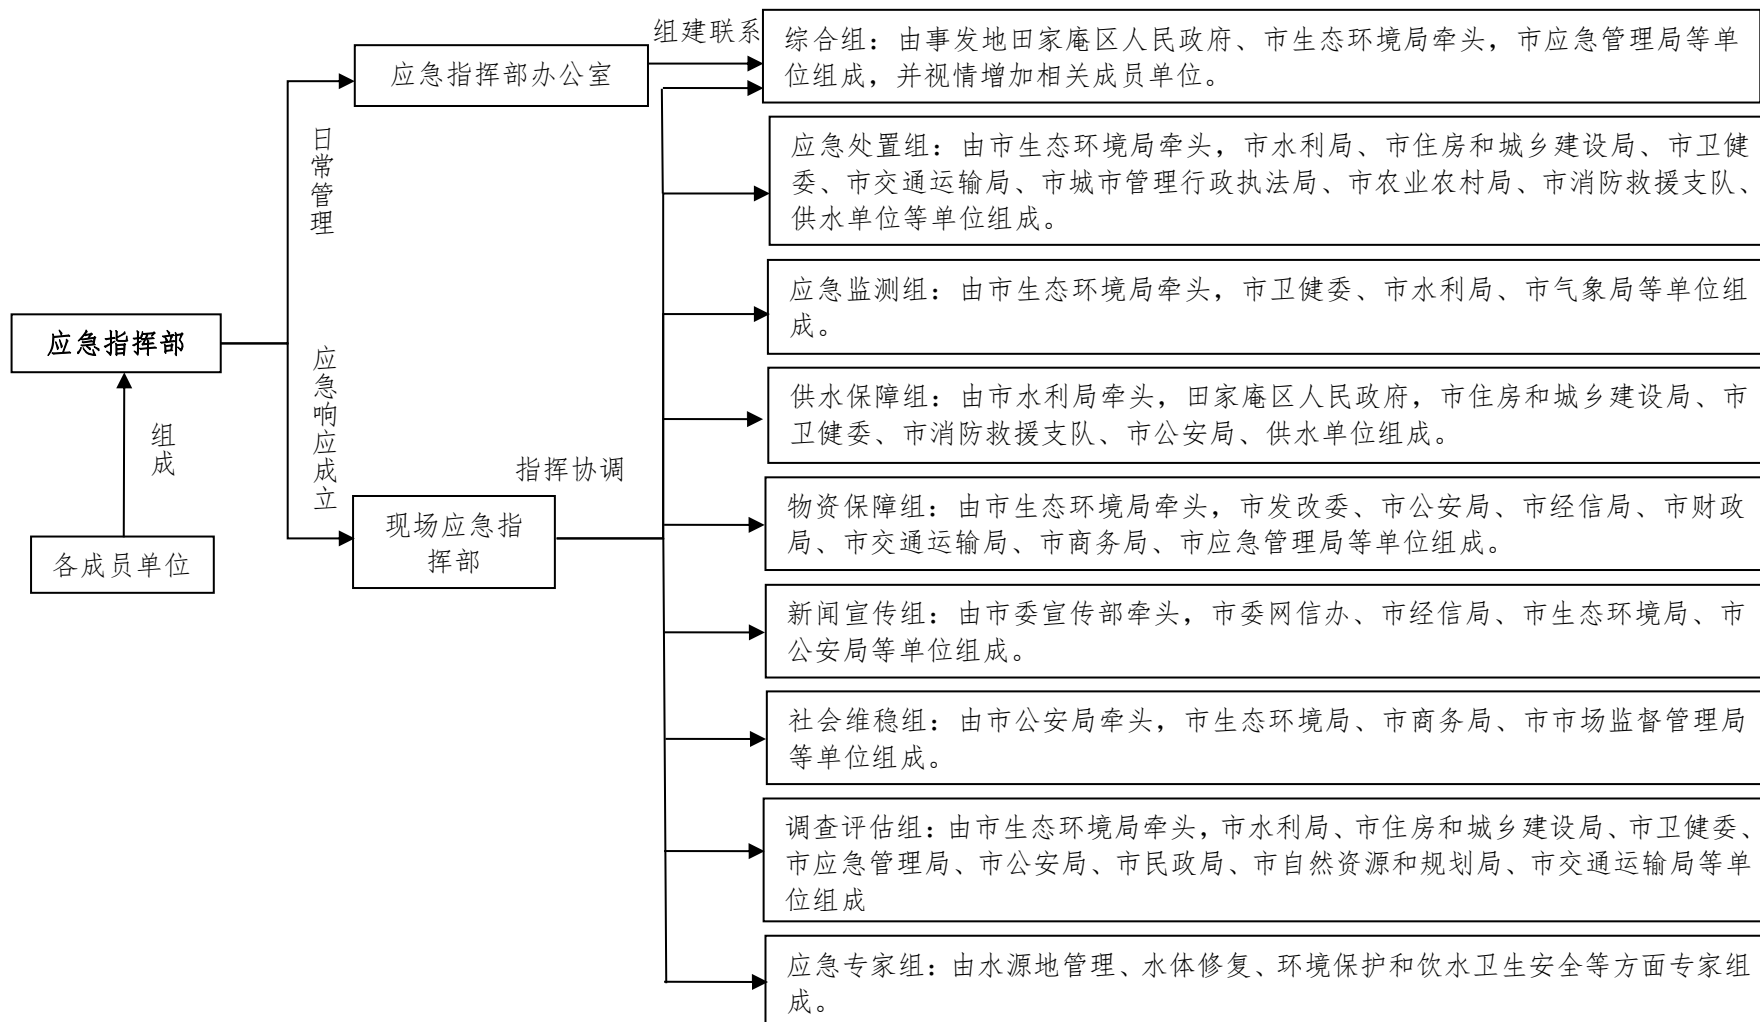 组建联系
综合组：由事发地田家庵区人民政府、市生态环境局牵头，市应急管理局等单
位组成，并视情增加相关成员单位。
应急指挥部办公室
日常管理
应急处置组：由市生态环境局牵头，市水利局、市住房和城乡建设局、市卫健
委、市交通运输局、市城市管理行政执法局、市农业农村局、市消防救援支队、
供水单位等单位组成。
应急监测组：由市生态环境局牵头，市卫健委、市水利局、市气象局等单位组
成。
应急指挥部
应急响应成立
供水保障组：由市水利局牵头，田家庵区人民政府，市住房和城乡建设局、市
卫健委、市消防救援支队、市公安局、供水单位组成。
组成
指挥协调
现场应急指
挥部
物资保障组：由市生态环境局牵头，市发改委、市公安局、市经信局、市财政
局、市交通运输局、市商务局、市应急管理局等单位组成。
各成员单位
新闻宣传组：由市委宣传部牵头，市委网信办、市经信局、市生态环境局、市
公安局等单位组成。
社会维稳组：由市公安局牵头，市生态环境局、市商务局、市市场监督管理局
等单位组成。
调查评估组：由市生态环境局牵头，市水利局、市住房和城乡建设局、市卫健委、
市应急管理局、市公安局、市民政局、市自然资源和规划局、市交通运输局等单
位组成
应急专家组：由水源地管理、水体修复、环境保护和饮水卫生安全等方面专家组
成。